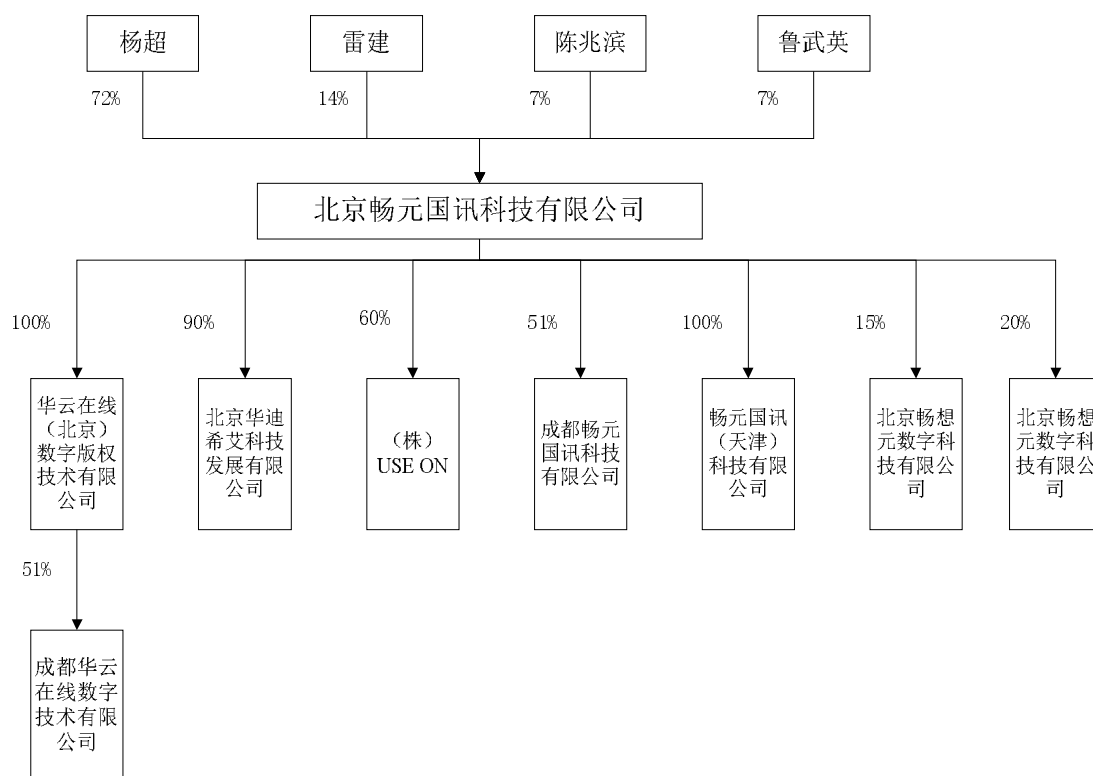 杨超
雷建
陈兆滨
鲁武英
72%
14%
7%
7%
北京畅元国讯科技有限公司
100%
90%
60%
51%
100%
15%
20%
华云在线
（北京）
数字版权
技术有限
公司
北京华迪
希艾科技
发展有限
公司
（株）
USE ON
成都畅元
国讯科技
有限公司
畅元国讯
（天津）
科技有限
公司
北京畅想
元数字科
技有限公
司
北京畅想
元数字科
技有限公
司
51%
成都华云
在线数字
技术有限
公司